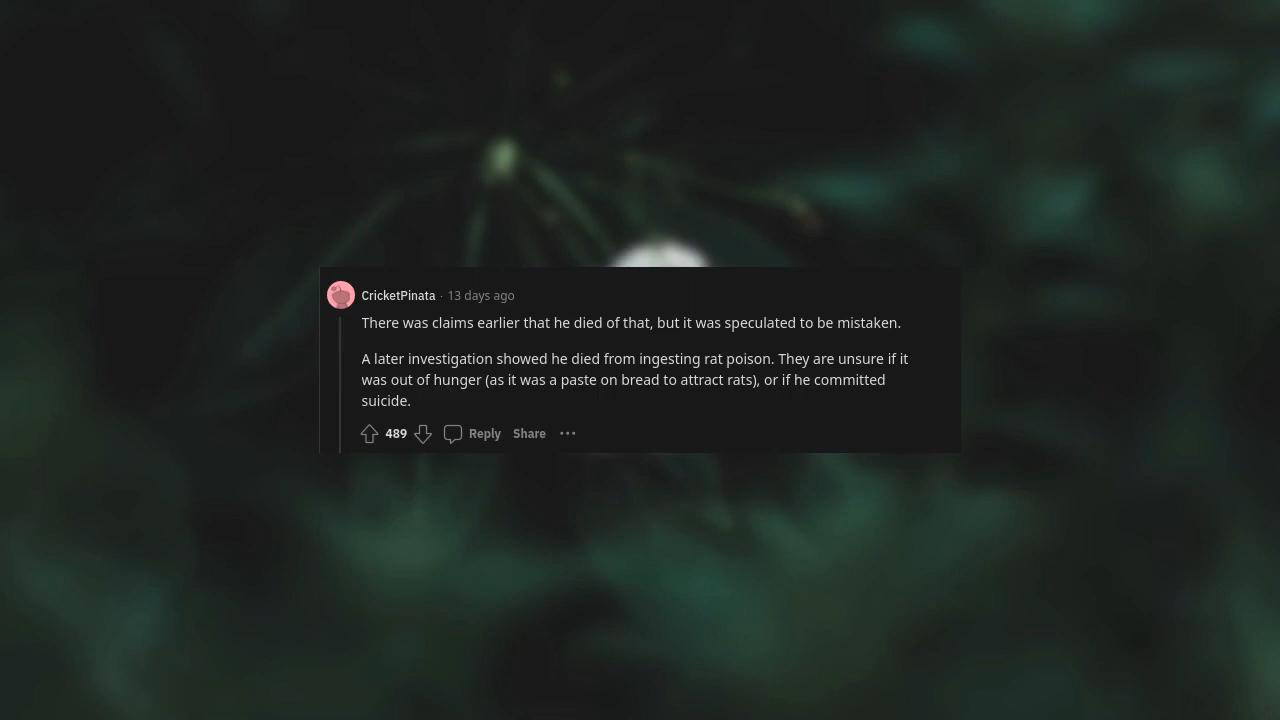 CricketPinata · 13 days ago
There was claims earlier that he died of that, but it was speculated to be mistaken.
A later investigation showed he died from ingesting rat poison. They are unsure if it
was out of hunger (as it was a paste on bread to attract rats), or if he committed
suicide.
489 Reply Share ···